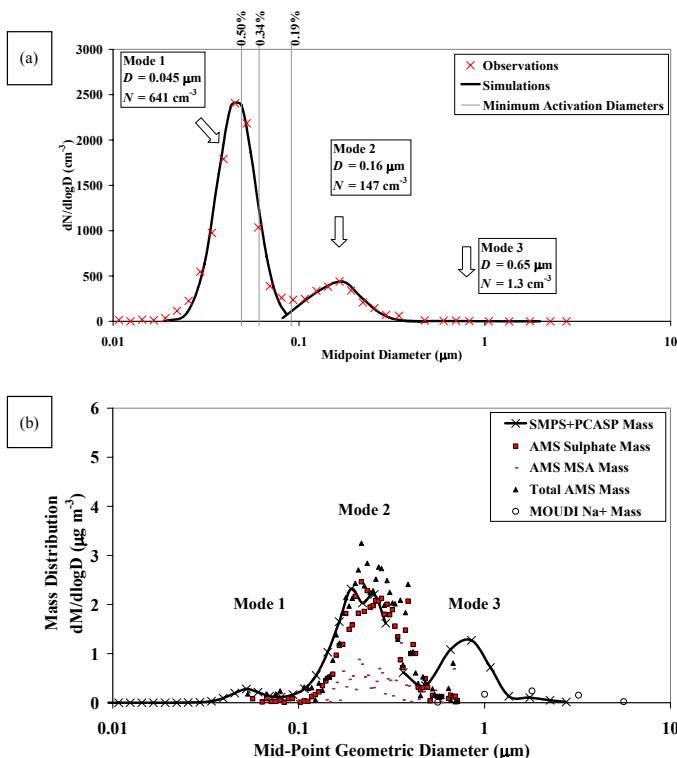 (a)
0.50%
0.34%
0.19%
3000
2500
2000
1500
1000
500
0
dN/dlogD (cm-3)
Mode 1
D = 0.045 μm
N = 641 cm-3
Mode 2
D = 0.16 μm
N = 147 cm-3
Mode 3
D = 0.65 μm
N = 1.3 cm-3
Observations
Simulations
Minimum Activation Diameters
0.01
0.1
1
10
Midpoint Diameter (μm)
(b)
6
5
4
3
2
1
0
Mass Distribution
dM/dlogD (μg m-3)
SMPS+PCASP Mass
AMS Sulphate Mass
AMS MSA Mass
Total AMS Mass
MOUDI Na+ Mass
Mode 1
Mode 2
Mode 3
0.01
0.1
1
10
Mid-Point Geometric Diameter (μm)